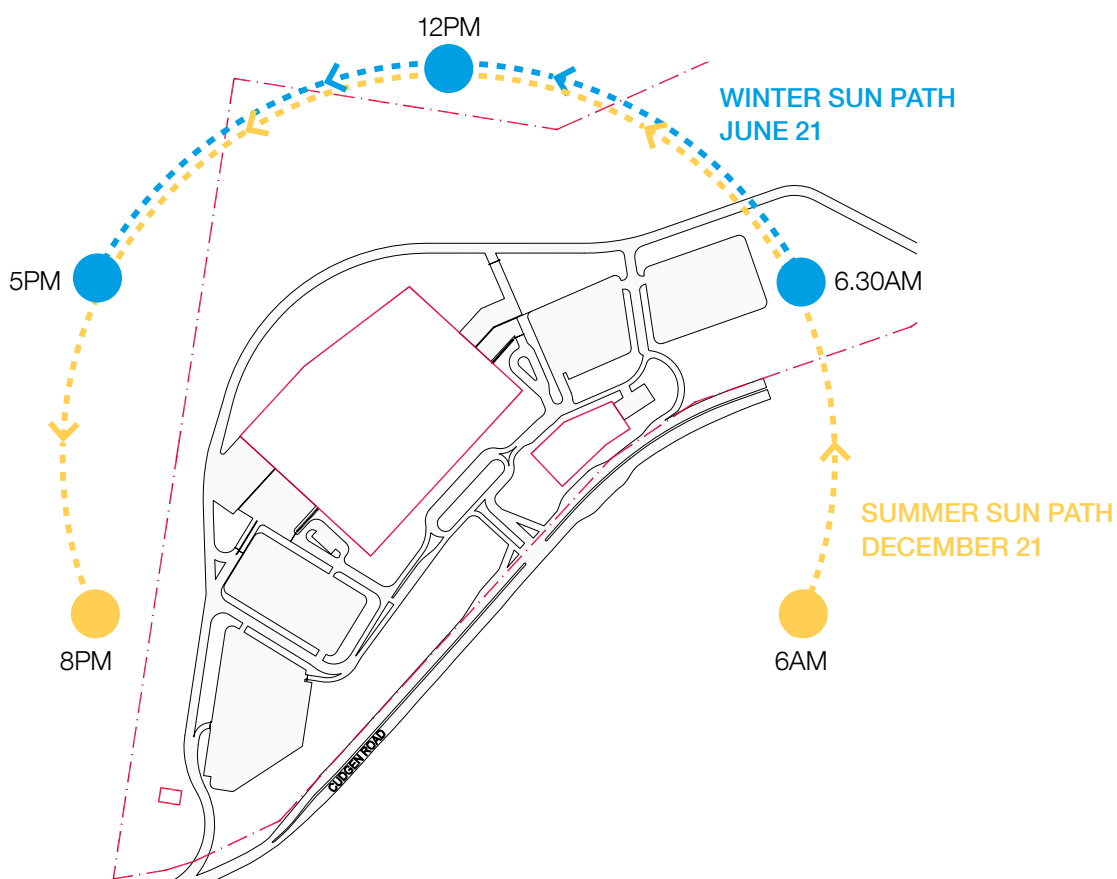 12PM
WINTER SUN PATH
JUNE 21
5PM
6.30AM
SUMMER SUN PATH
DECEMBER 21
8PM
6AM
CUDGEN ROAD